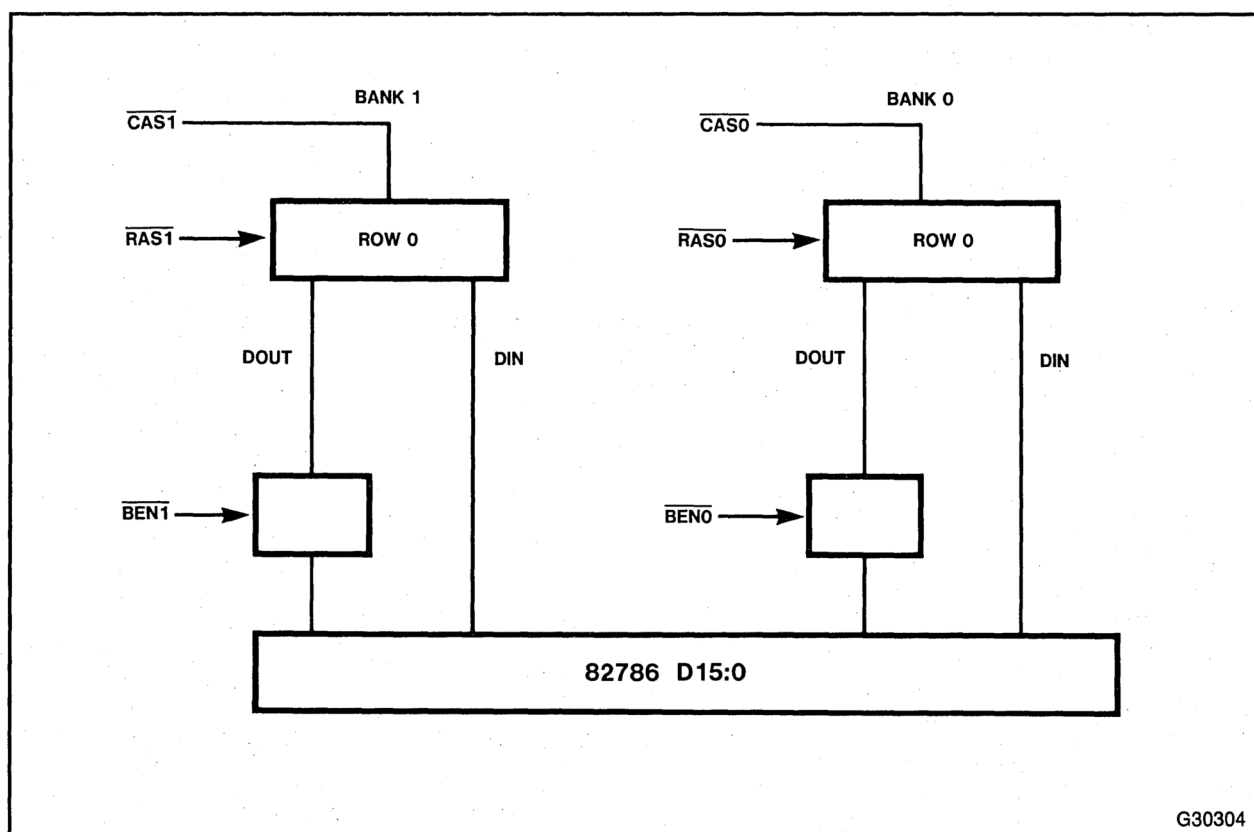 BANK 1
BANK 0
CAS1
CAS0
RAS1
ROW 0
RAS0
ROW 0
DOUT
DIN
DOUT
DIN
BEN1
BEN0
82786 D15:0
G30304